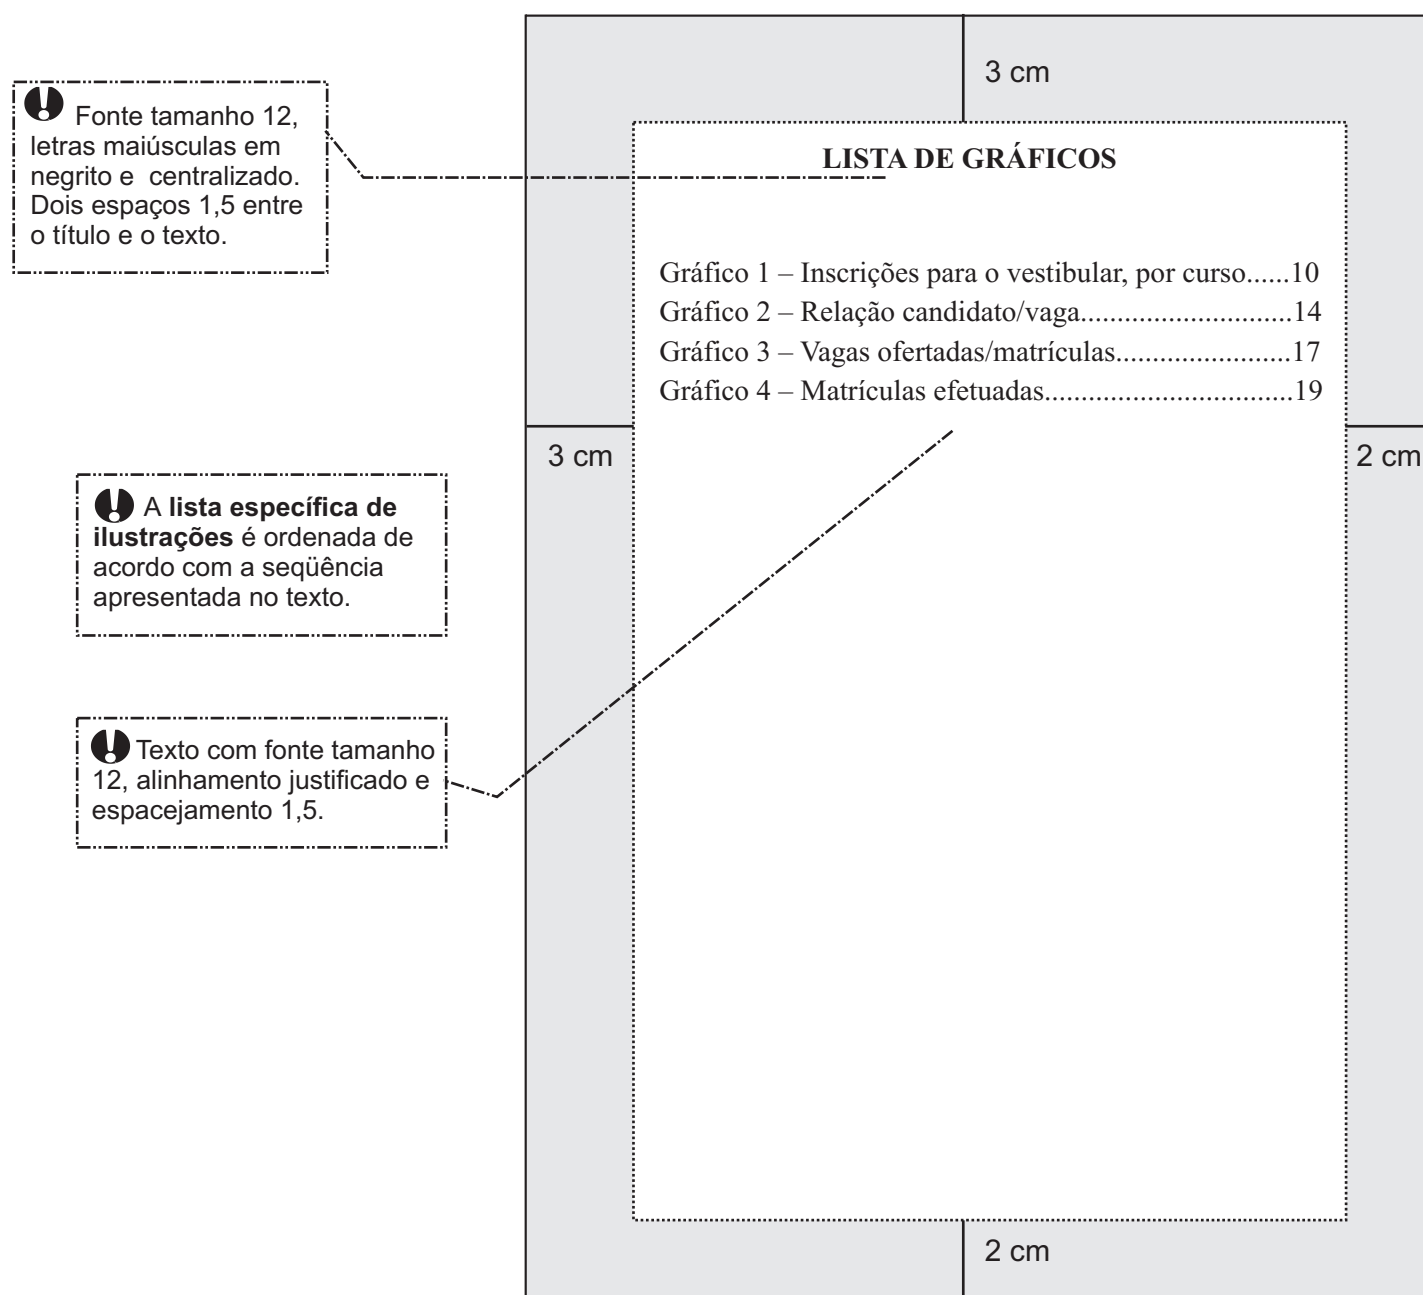 3 cm
Fonte tamanho 12,
letras maiúsculas em
negrito e centralizado.
Dois espaços 1,5 entre
o título e o texto.
LISTA DE GRÁFICOS
Gráfico 1 – Inscrições para o vestibular, por curso......10
Gráfico 2 – Relação candidato/vaga.............................14
Gráfico 3 – Vagas ofertadas/matrículas........................17
Gráfico 4 – Matrículas efetuadas..................................19
3 cm
2 cm
A lista específica de
ilustrações é ordenada de
acordo com a seqüência
apresentada no texto.
Texto com fonte tamanho
12, alinhamento justificado e
espacejamento 1,5.
2 cm